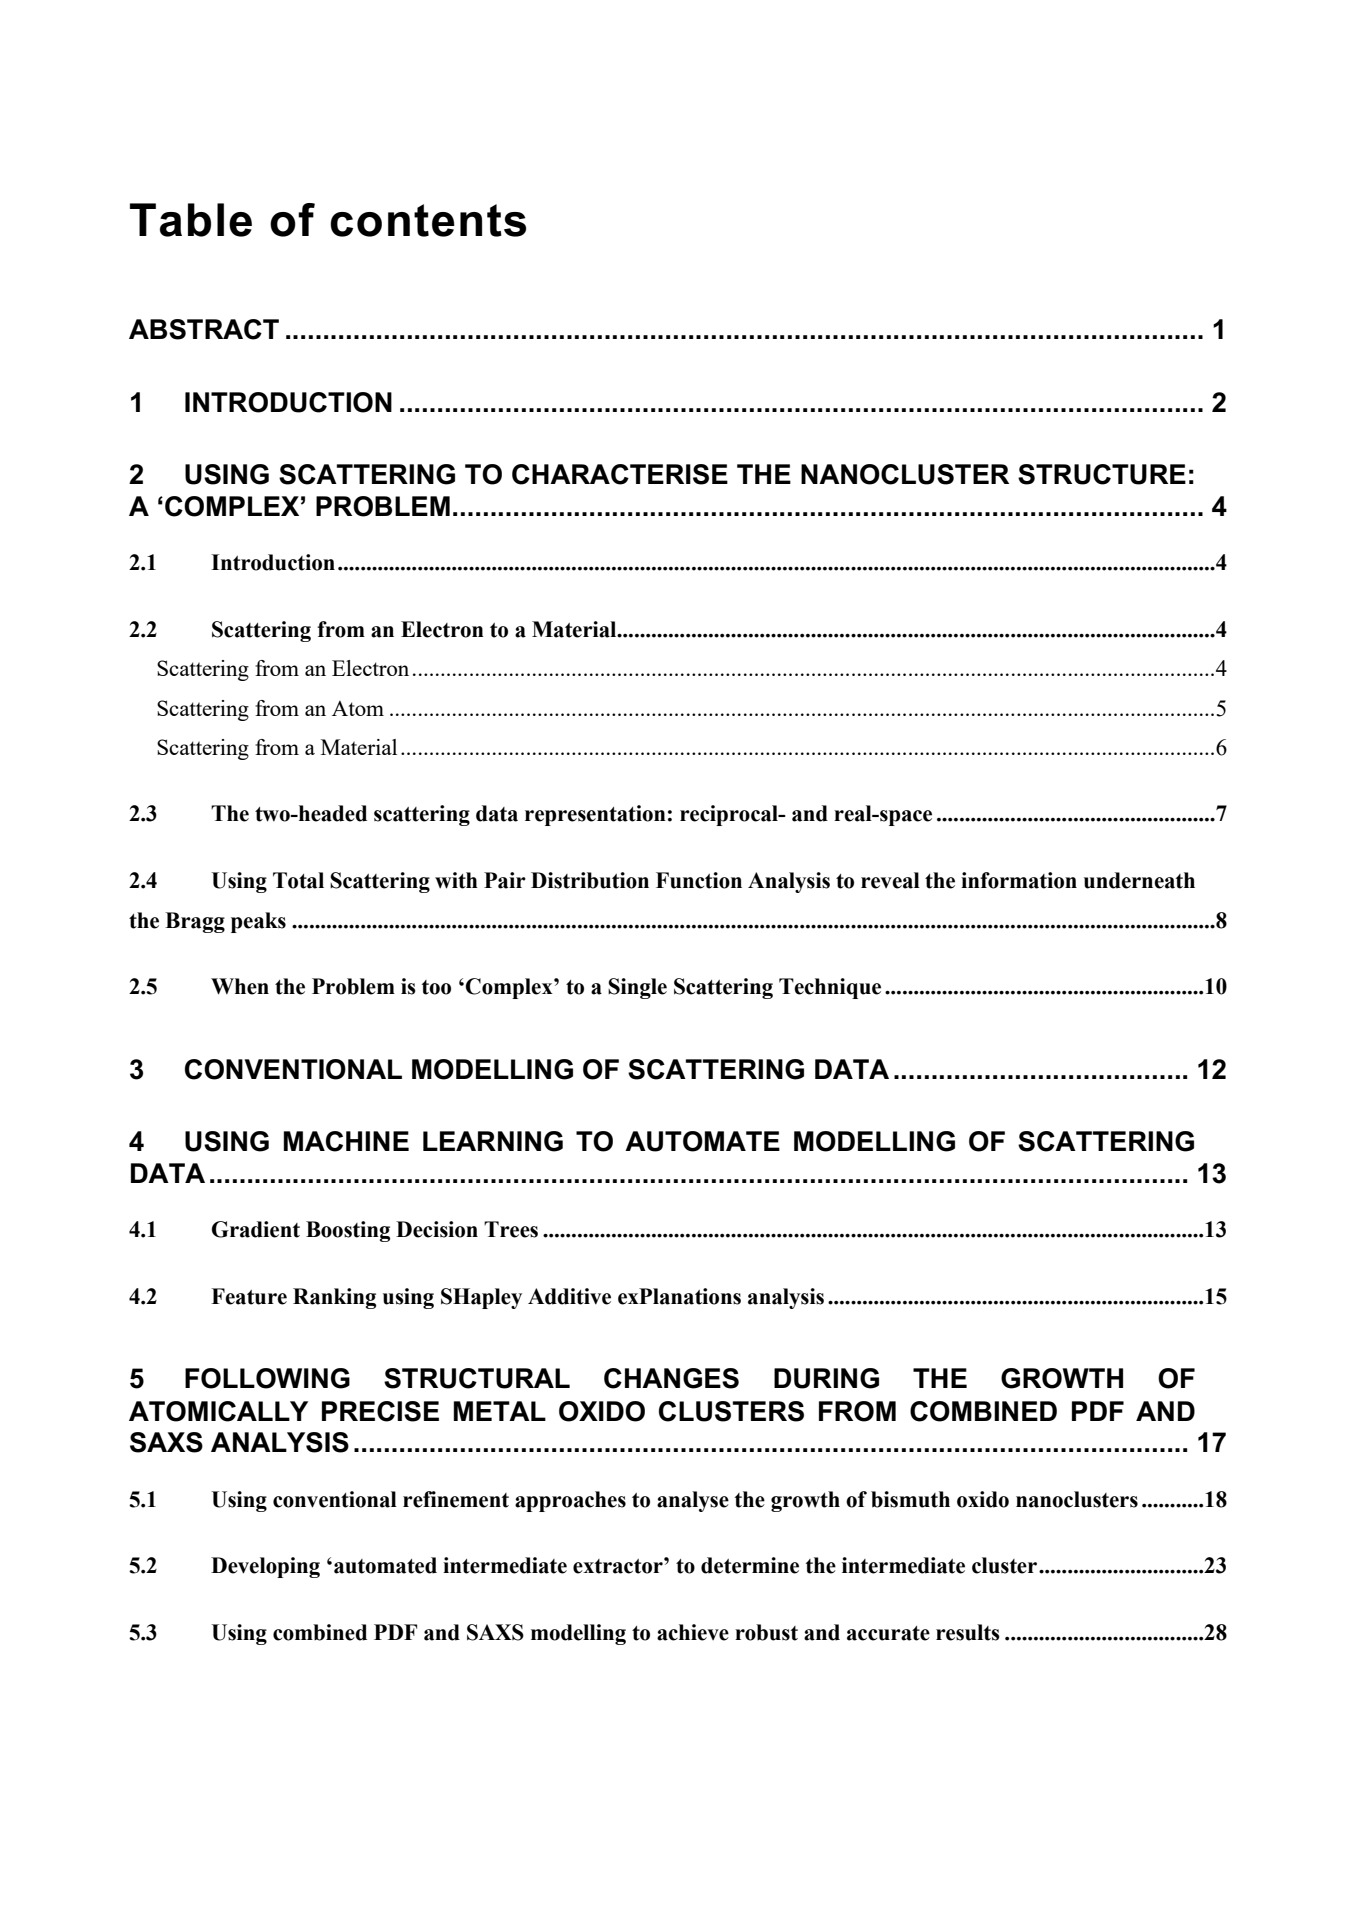 Table of contents
ABSTRACT ........................................................................................................................ 1
1 INTRODUCTION ........................................................................................................... 2
2 USING SCATTERING TO CHARACTERISE THE NANOCLUSTER STRUCTURE:
A ‘COMPLEX’ PROBLEM.................................................................................................... 4
2.1 Introduction..........................................................................................................................4
2.2 Scattering from an Electron to a Material.........................................................................................4
Scattering from an Electron..............................................................................................................4
Scattering from an Atom ..................................................................................................................5
Scattering from a Material................................................................................................................6
2.3 The two-headed scattering data representation: reciprocal- and real-space .................................................7
2.4 Using Total Scattering with Pair Distribution Function Analysis to reveal the information underneath
the Bragg peaks ..................................................................................................................................8
2.5 When the Problem is too ‘Complex’ to a Single Scattering Technique ........................................................10
3 CONVENTIONAL MODELLING OF SCATTERING DATA ....................................... 12
4 USING MACHINE LEARNING TO AUTOMATE MODELLING OF SCATTERING
DATA .................................................................................................................................. 13
4.1 Gradient Boosting Decision Trees ....................................................................................................................13
4.2 Feature Ranking using SHapley Additive exPlanations analysis ..................................................................15
5 FOLLOWING STRUCTURAL CHANGES DURING THE GROWTH OF
ATOMICALLY PRECISE METAL OXIDO CLUSTERS FROM COMBINED PDF AND
SAXS ANALYSIS ............................................................................................................... 17
5.1 Using conventional refinement approaches to analyse the growth of bismuth oxido nanoclusters ...........18
5.2 Developing ‘automated intermediate extractor’ to determine the intermediate cluster.............................23
5.3 Using combined PDF and SAXS modelling to achieve robust and accurate results ...................................28